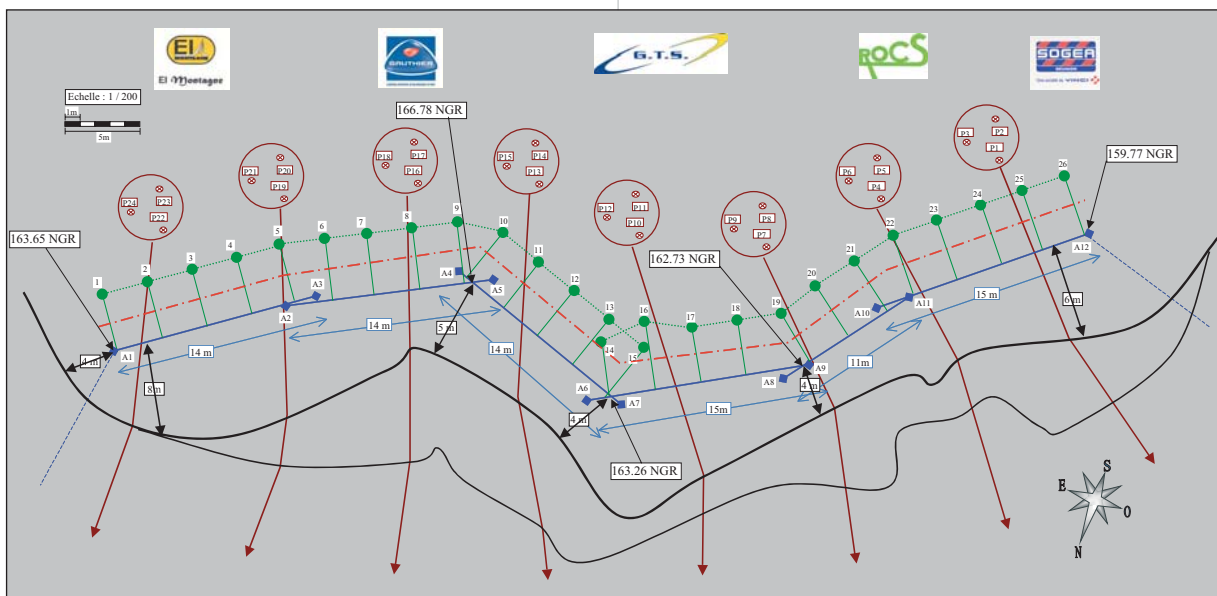 EI
MONTAGE
EI Montage
GAUTHIER
G.T.S.
ROCS
SOGEA
Echelle : 1 / 200
1m
5m
166.78 NGR
159.77 NGR
163.65 NGR
162.73 NGR
163.26 NGR
P24 P23
P22
P21 P20
P19
P18 P17
P16
P15 P14
P13
P12 P11
P10
P9 P8
P7
P6 P5
P4
P3 P2
P1
1
2
3
4
5
6
7
8
9
10
11
12
13
15
16
17
18
19
20
21
22
23
24
25
26
A1
A2
A3
A4
A5
A6
A7
A8
A9
A10
A11
A12
4 m
8m
14 m
14 m
5 m
14 m
4 m
15m
4 m
11m
15 m
6 m
S
E
O
N